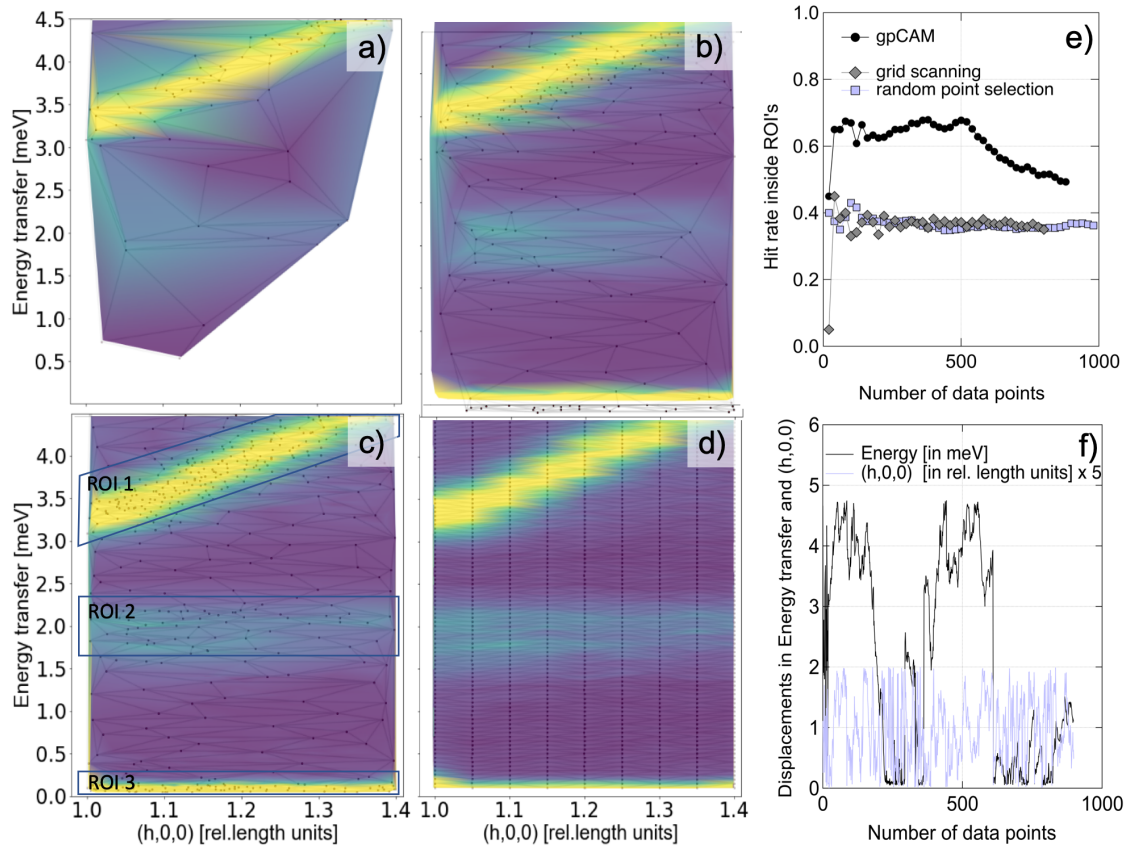 4.5
4.0
3.5
3.0
2.5
2.0
1.5
1.0
0.5
Energy transfer [meV]
a)
b)
1.0
0.8
0.6
0.4
0.2
0.0
Hit rate inside ROI's
e)
gpCAM
grid scanning
random point selection
0
500
1000
Number of data points
4.0
3.5
3.0
2.5
2.0
1.5
1.0
0.5
0.0
Energy transfer [meV]
c)
ROI 1
ROI 2
ROI 3
1.0
1.1
1.2
1.3
1.4
(h,0,0) [rel.length units]
d)
1.0
1.1
1.2
1.3
1.4
(h,0,0) [rel.length units]
6
5
4
3
2
1
0
Displacements in Energy transfer and (h,0,0)
f)
Energy [in meV]
(h,0,0) [in rel. length units] x 5
0
500
1000
Number of data points